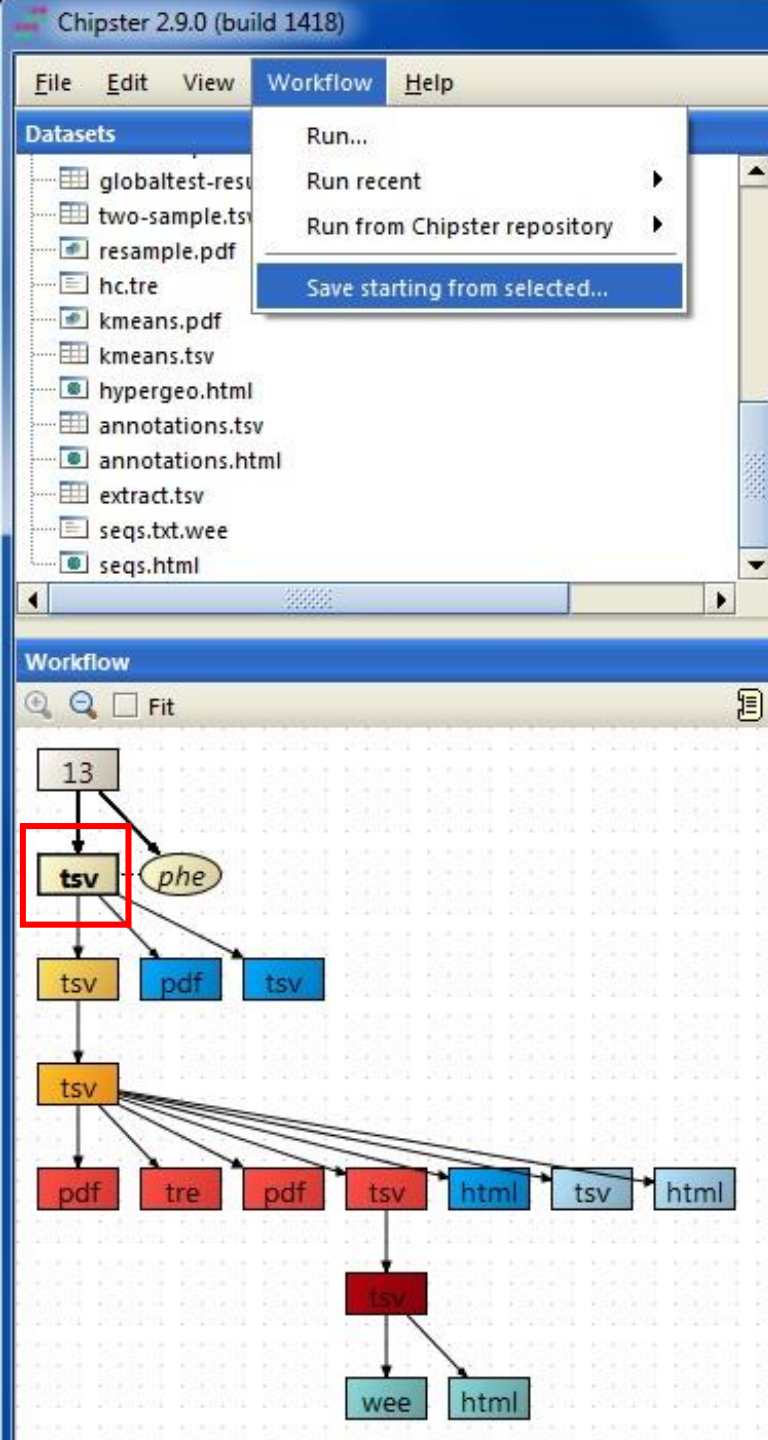 Chipster 2.9.0 (build 1418)
File Edit View Workflow Help
Datasets
Run...
Run recent
Run from Chipster repository
Save starting from selected...
two-sample.tsv
resample.pdf
hc.tre
kmeans.pdf
kmeans.tsv
hypergeo.html
annotations.tsv
annotations.html
extract.tsv
seqs.txt.wee
seqs.html
Workflow
Fit
13
tsv phe
tsv pdf tsv
tsv
pdf tre pdf tsv html tsv html
tsv
wee html